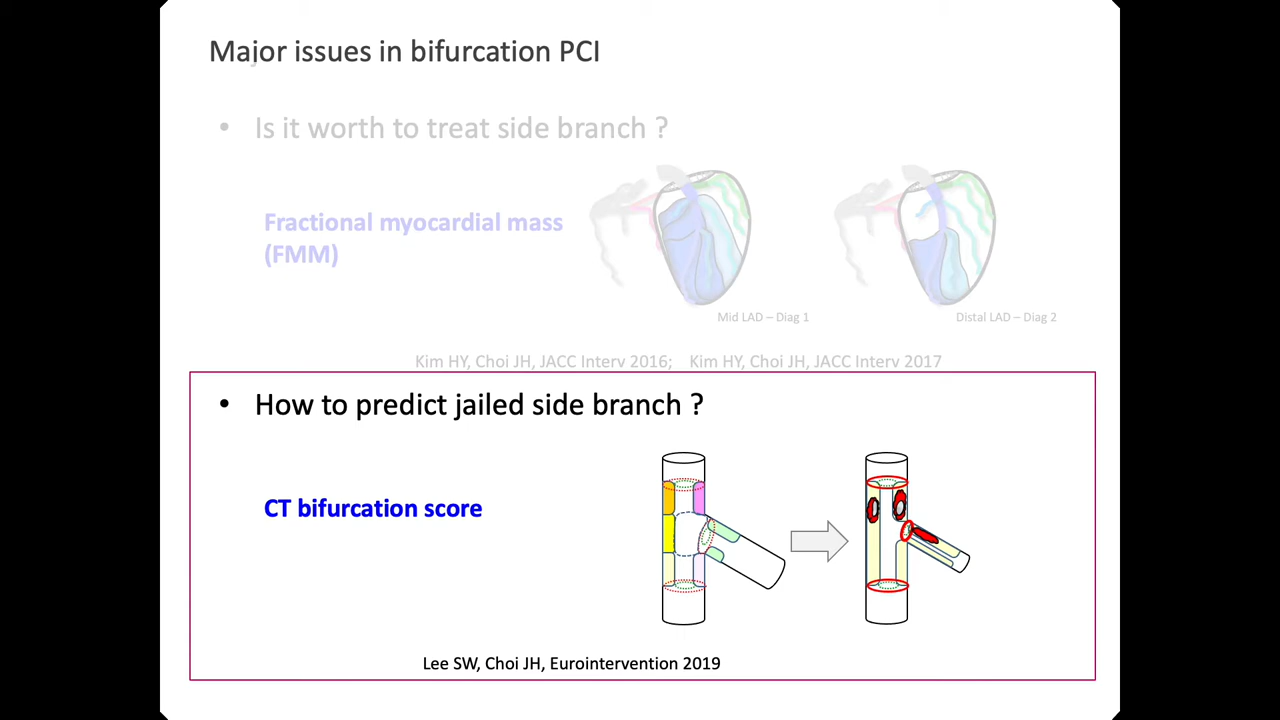 Major issues in bifurcation PCI
• Is it worth to treat side branch ?
Fractional myocardial mass
(FMM)
Mid LAD – Diag 1
Distal LAD – Diag 2
Kim HY, Choi JH, JACC Interv 2016; Kim HY, Choi JH, JACC Interv 2017
• How to predict jailed side branch ?
CT bifurcation score
Lee SW, Choi JH, Eurointervention 2019